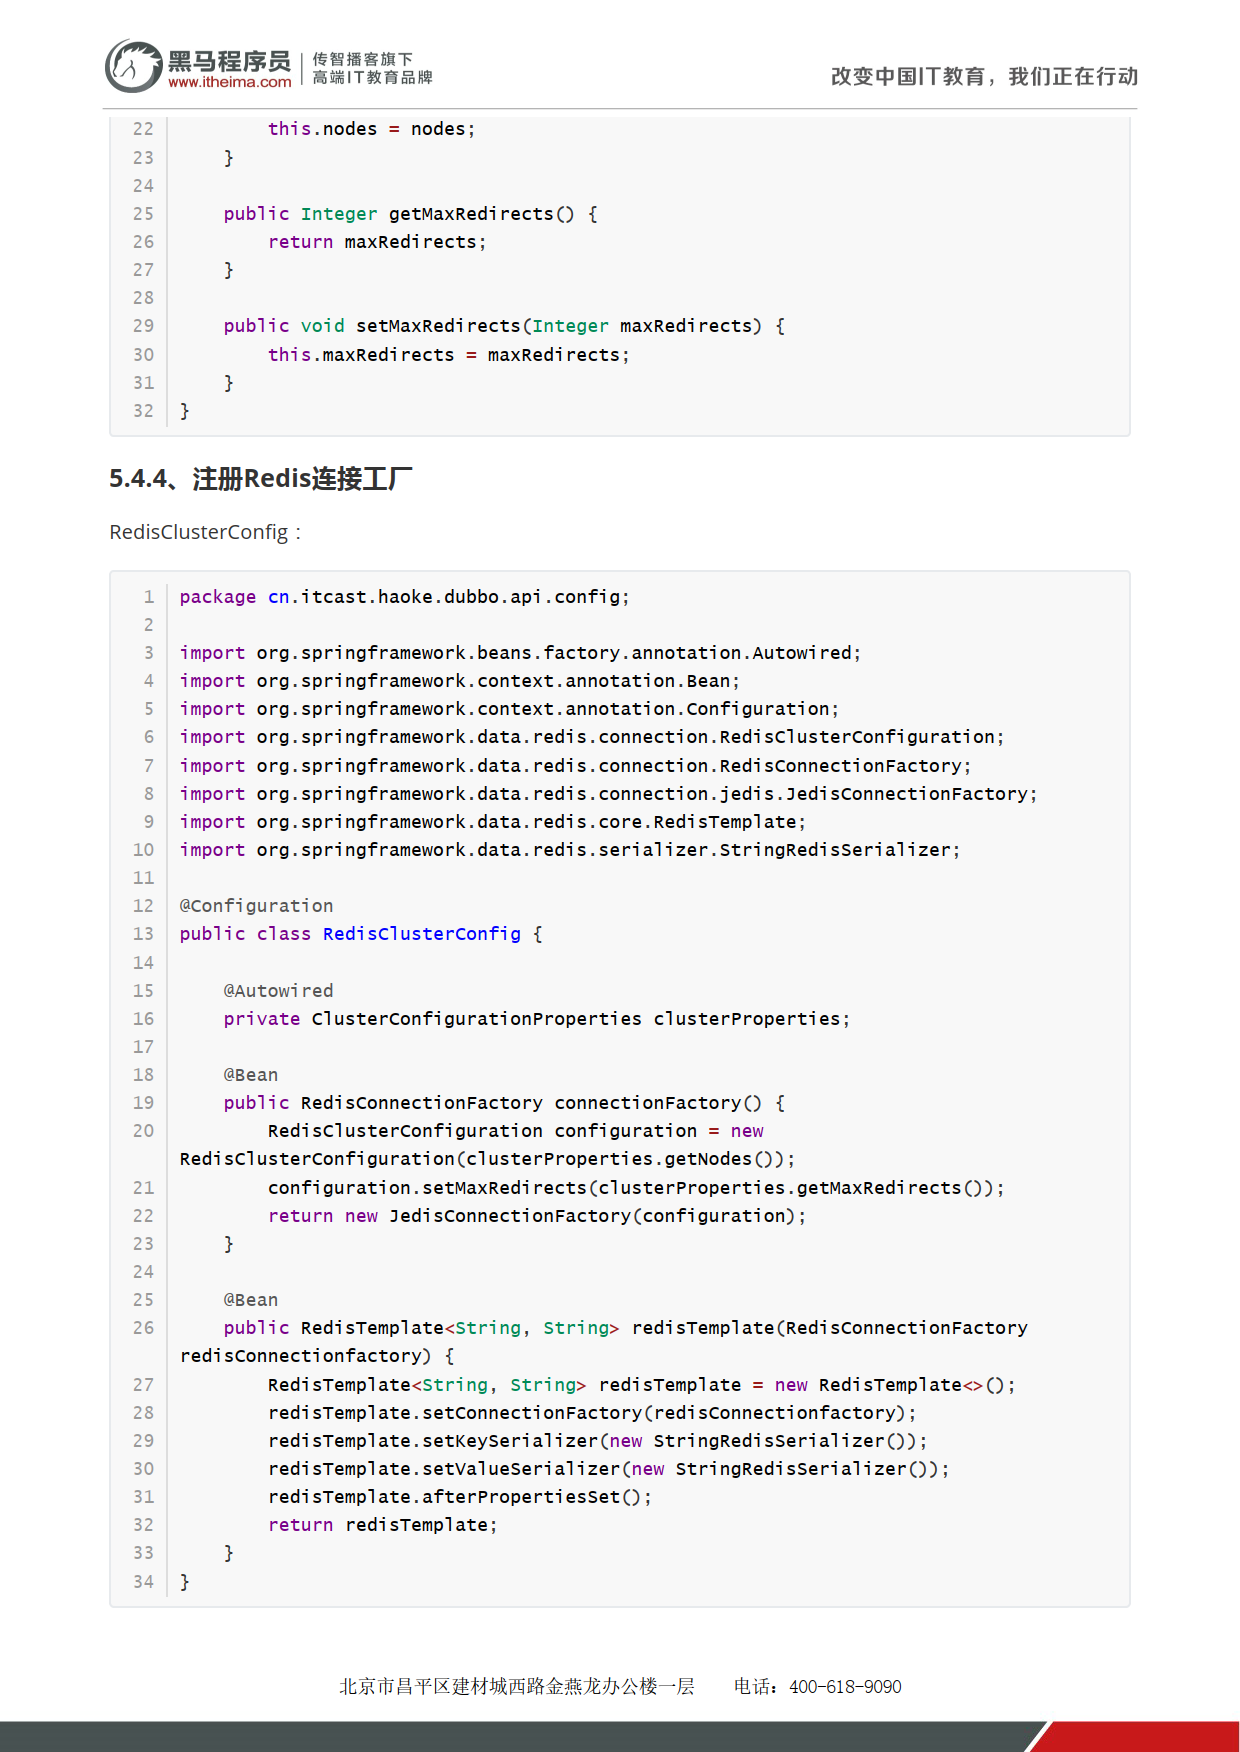 黑马程序员
www.itheima.com
传智播客旗下
高端IT教育品牌
改变中国IT教育，我们正在行动
22         this.nodes = nodes;
23     }
24
25     public Integer getMaxRedirects() {
26         return maxRedirects;
27     }
28
29     public void setMaxRedirects(Integer maxRedirects) {
30         this.maxRedirects = maxRedirects;
31     }
32 }
5.4.4、注册Redis连接工厂
RedisClusterConfig：
1 package cn.itcast.haoke.dubbo.api.config;
2
3 import org.springframework.beans.factory.annotation.Autowired;
4 import org.springframework.context.annotation.Bean;
5 import org.springframework.context.annotation.Configuration;
6 import org.springframework.data.redis.connection.RedisClusterConfiguration;
7 import org.springframework.data.redis.connection.RedisConnectionFactory;
8 import org.springframework.data.redis.connection.jedis.JedisConnectionFactory;
9 import org.springframework.data.redis.core.RedisTemplate;
10 import org.springframework.data.redis.serializer.StringRedisSerializer;
11
12 @Configuration
13 public class RedisClusterConfig {
14
15     @Autowired
16     private ClusterConfigurationProperties clusterProperties;
17
18     @Bean
19     public RedisConnectionFactory connectionFactory() {
20         RedisClusterConfiguration configuration = new
RedisClusterConfiguration(clusterProperties.getNodes());
21         configuration.setMaxRedirects(clusterProperties.getMaxRedirects());
22         return new JedisConnectionFactory(configuration);
23     }
24
25     @Bean
26     public RedisTemplate<String, String> redisTemplate(RedisConnectionFactory
redisConnectionfactory) {
27         RedisTemplate<String, String> redisTemplate = new RedisTemplate<>();
28         redisTemplate.setConnectionFactory(redisConnectionfactory);
29         redisTemplate.setKeySerializer(new StringRedisSerializer());
30         redisTemplate.setValueSerializer(new StringRedisSerializer());
31         redisTemplate.afterPropertiesSet();
32         return redisTemplate;
33     }
34 }
北京市昌平区建材城西路金燕龙办公楼一层 电话：400-618-9090